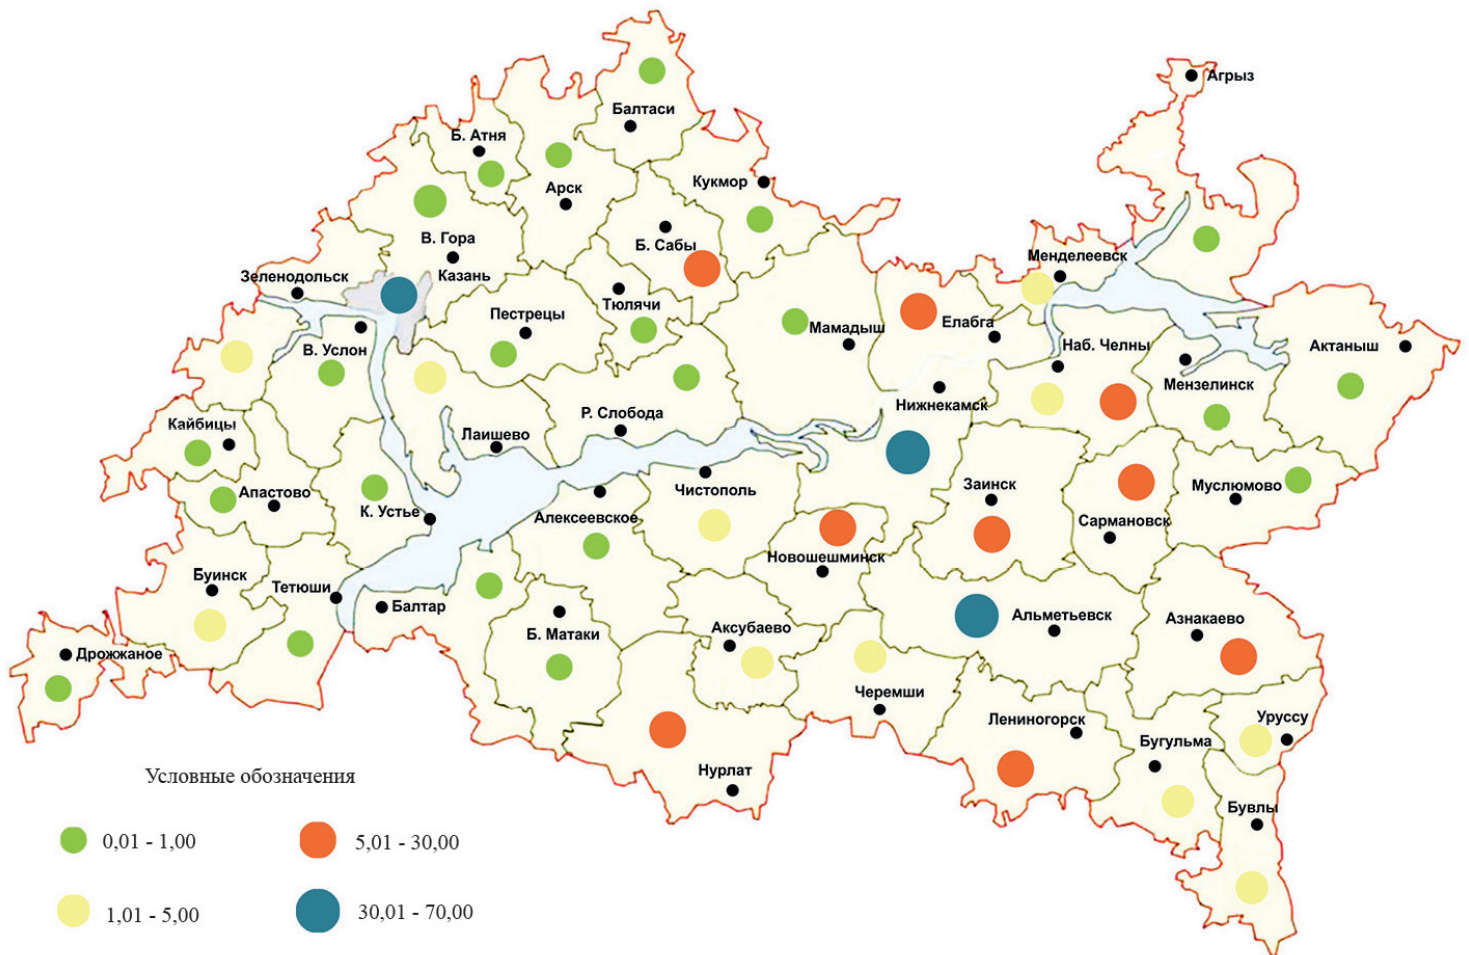 Агрыз
Балтаси
Б. Атня
Арск
Кукмор
В. Гора
Б. Сабы
Казань
Зеленодольск
Менделеевск
Тюлячи
Пестрецы
Мамадыш
Елабга
Наб. Челны
В. Услон
Актаныш
Мензелинск
Нижнекамск
Р. Слобода
Кайбицы
Лаишево
Апастово
Чистополь
Заинск
Муслюмово
К. Устье
Алексеевское
Сармановск
Новошешминск
Буинск
Тетюши
Балтар
Альметьевск
Азнакаево
Б. Матаки
Аксубаево
Дрожжаное
Черемши
Лениногорск
Уруссу
Бугульма
Нурлат
Бувлы
Условные обозначения
0,01 - 1,00
5,01 - 30,00
1,01 - 5,00
30,01 - 70,00